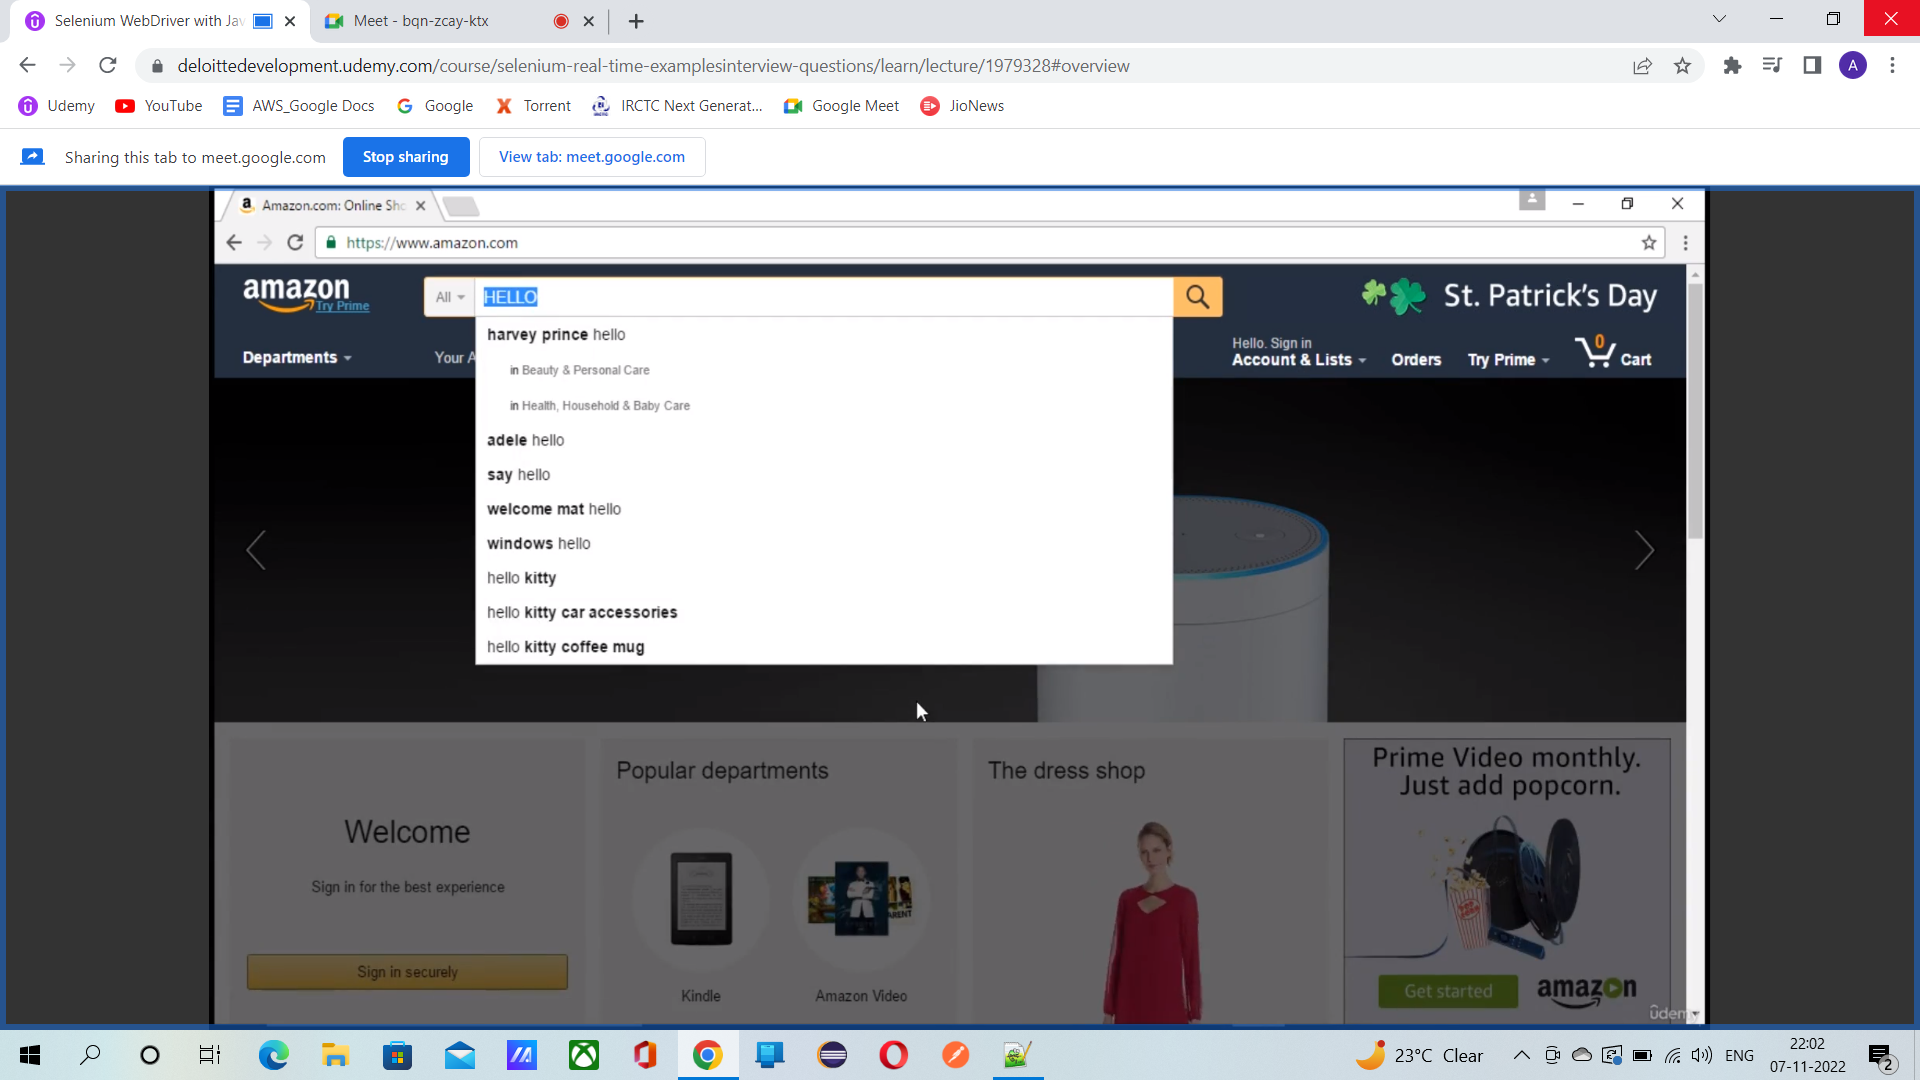 Selenium WebDriver with Jav
Meet - bqn-zcay-ktx
deloittedevelopment.udemy.com/course/selenium-real-time-examplesinterview-questions/learn/lecture/1979328#overview
A
Udemy
YouTube
AWS_Google Docs
Google
Torrent
IRCTC Next Generat...
Google Meet
JioNews
Sharing this tab to meet.google.com
Stop sharing
View tab: meet.google.com
Amazon.com: Online Sho
https://www.amazon.com
amazon
Try Prime
All
HELLO
St. Patrick's Day
Departments
Your A
Hello. Sign in
Account & Lists
Orders
Try Prime
0
Cart
harvey prince hello
in Beauty & Personal Care
in Health, Household & Baby Care
adele hello
say hello
welcome mat hello
windows hello
hello kitty
hello kitty car accessories
hello kitty coffee mug
Welcome
Sign in for the best experience
Sign in securely
Popular departments
Kindle
Amazon Video
The dress shop
Prime Video monthly.
Just add popcorn.
Get started
amazon
udemy
23°C Clear
ENG
22:02
07-11-2022
2